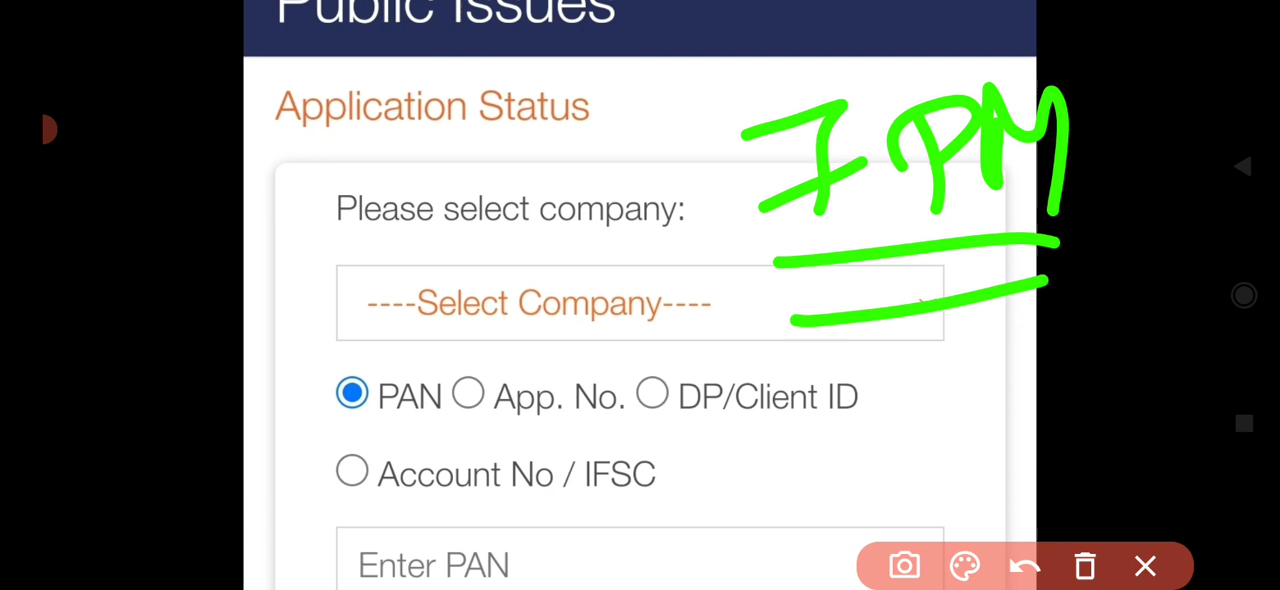 Public Issues
Application Status
7 PM
Please select company:
----Select Company----
PAN App. No. DP/Client ID
Account No / IFSC
Enter PAN